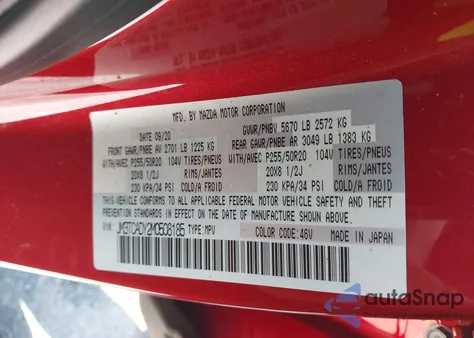 MFD. BY MAZDA MOTOR CORPORATION
DATE 09/20 GVWR/PNBV 5670 LB 2572 KG
FRONT GAWR/PNBE AV 2701 LB 1225 KG REAR GAWR/PNBE AR 3049 LB 1383 KG
WITH/AVEC P255/50R20 104V TIRES/PNEU WITH/AVEC P255/50R20 104V TIRES/PNEU
20X8 1/2J RIMS/JANTES 20X8 1/2J RIMS/JANTES
230 KPA/34 PSI COLD/A FROID 230 KPA/34 PSI COLD/A FROID
THIS VEHICLE CONFORMS TO ALL APPLICABLE FEDERAL MOTOR VEHICLE SAFETY AND THEFT
PREVENTION STANDARDS IN EFFECT ON THE DATE OF MANUFACTURE SHOWN ABOVE.
VIN: JM3TCADY2M0508185 TYPE:MPV COLOR CODE:46V MADE IN JAPAN
autoSnap